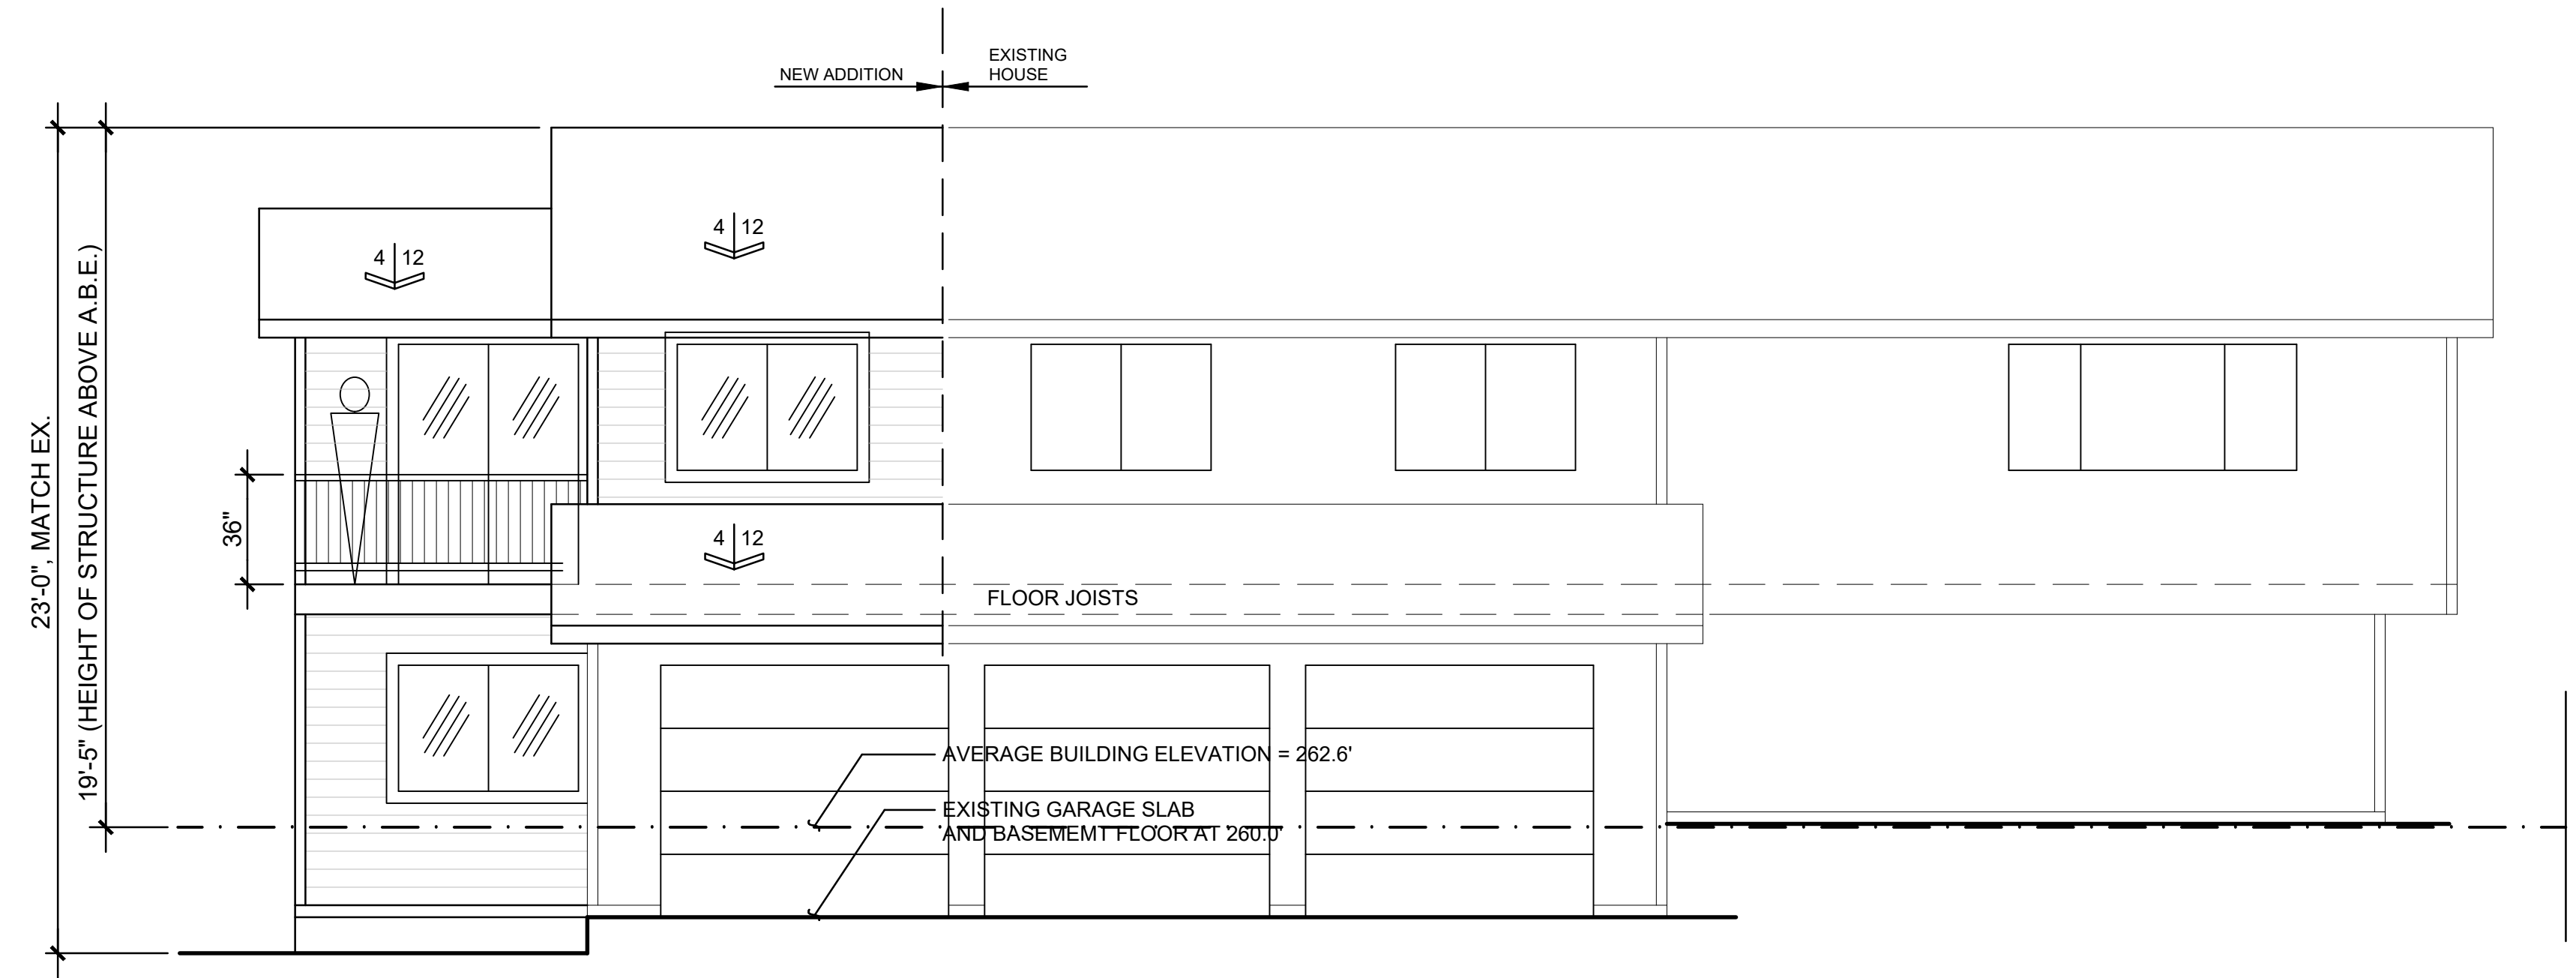 NEW ADDITION
EXISTING
HOUSE
4 12
4 12
23'-0", MATCH EX.
19'-5" (HEIGHT OF STRUCTURE ABOVE A.B.E.)
36"
4 12
FLOOR JOISTS
AVERAGE BUILDING ELEVATION = 262.6'
EXISTING GARAGE SLAB
AND BASEMEMT FLOOR AT 260.0'